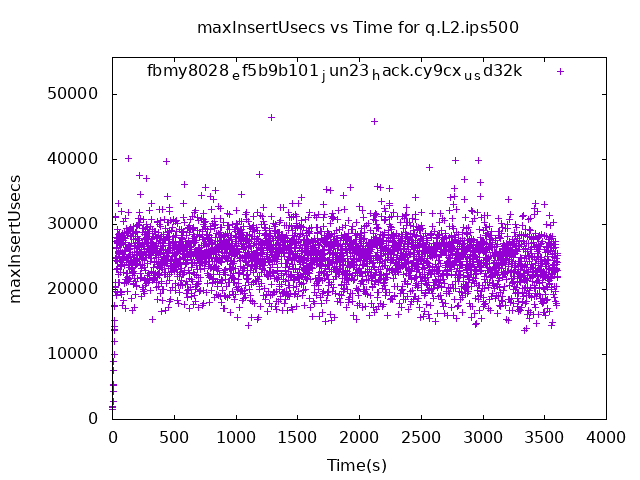 maxInsertUsecs vs Time for q.L2.ips500
fbmy8028ef5b9b101jun23hack.cy9cxusd32k
50000
40000
30000
20000
10000
0
maxInsertUsecs
0 500 1000 1500 2000 2500 3000 3500 4000
Time(s)